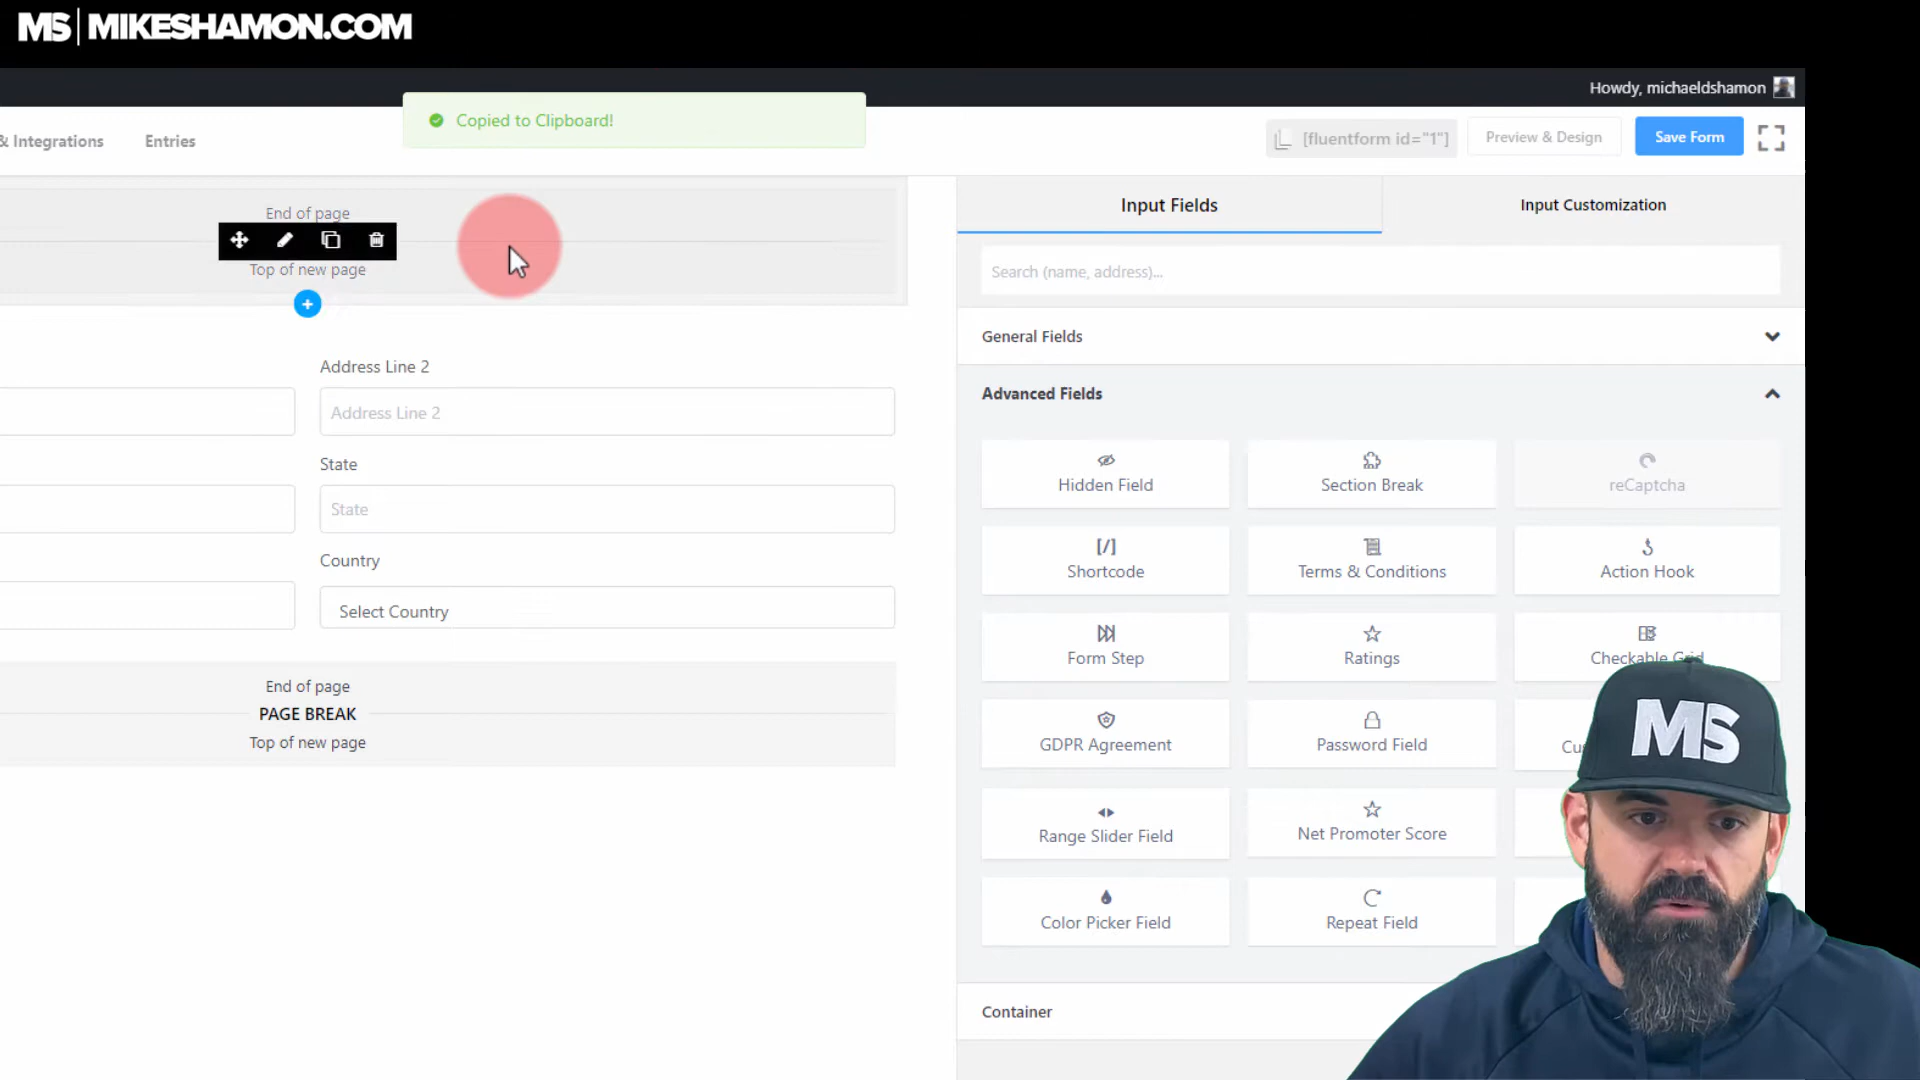 MS MIKESHAMON.COM
Howdy, michaeldshamon
& Integrations
Entries
Copied to Clipboard!
[fluentform id="1"]
Preview & Design
Save Form
End of page
Top of new page
Address Line 2
Address Line 2
State
State
Country
Select Country
End of page
PAGE BREAK
Top of new page
Input Fields
Input Customization
Search (name, address)...
General Fields
Advanced Fields
Hidden Field
Section Break
reCaptcha
[/]
Shortcode
Terms & Conditions
Action Hook
Form Step
Ratings
Checkable Grid
GDPR Agreement
Password Field
Range Slider Field
Net Promoter Score
Color Picker Field
Repeat Field
Container
MS